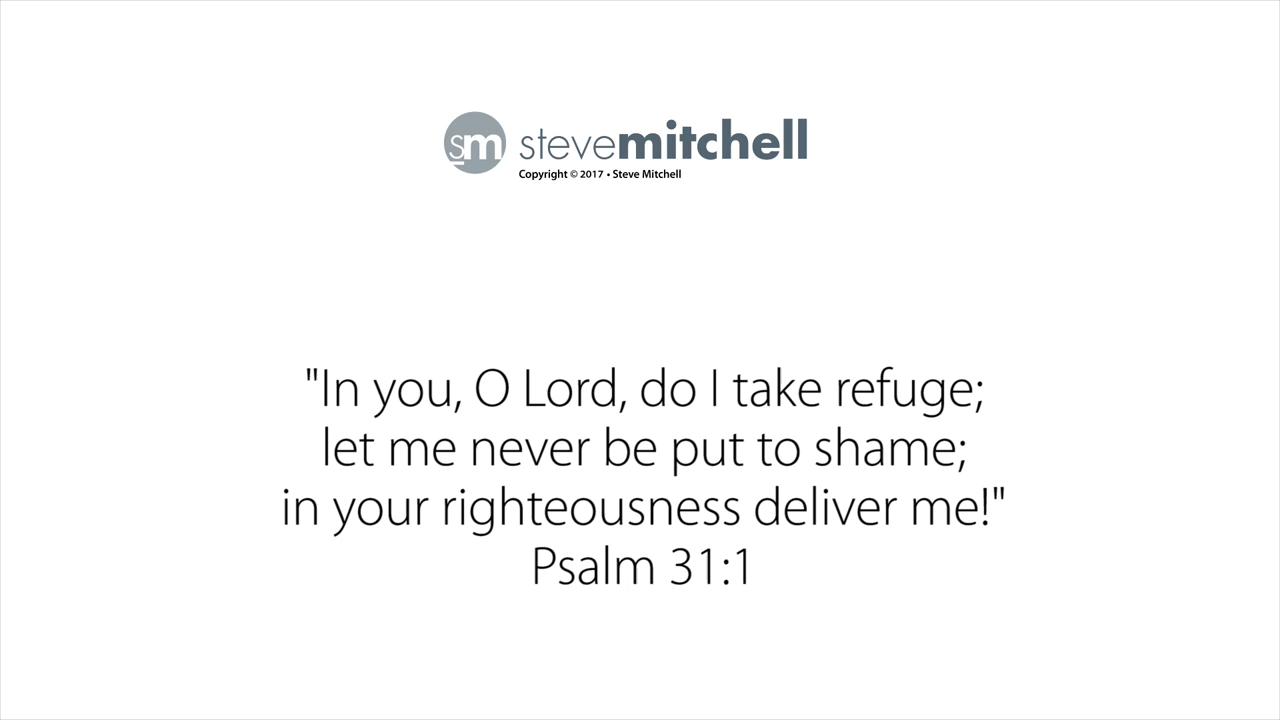 sm stevemitchell
Copyright © 2017 • Steve Mitchell
"In you, O Lord, do I take refuge;
let me never be put to shame;
in your righteousness deliver me!"
Psalm 31:1